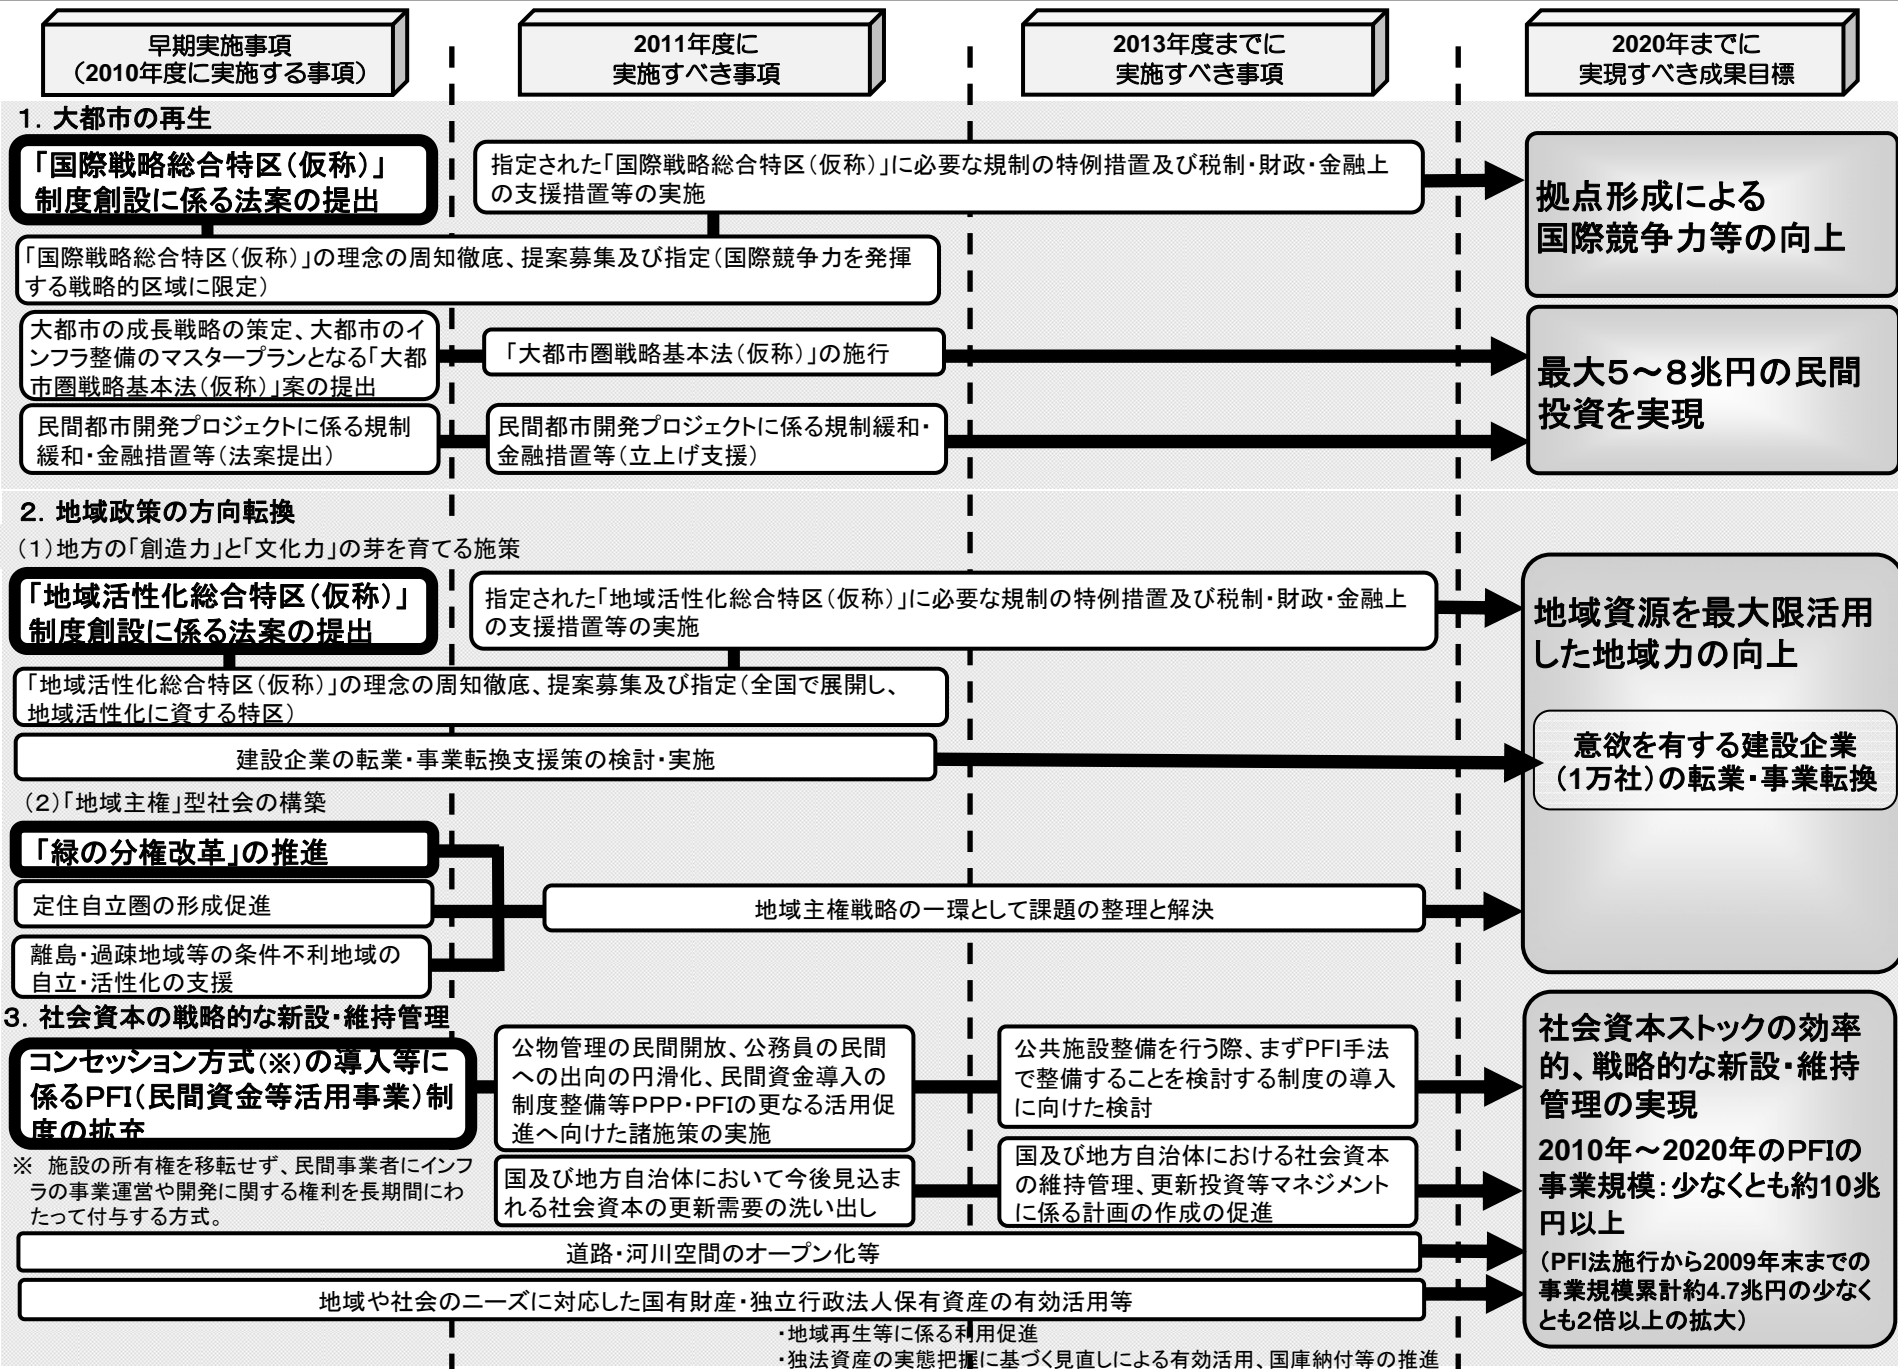 早期実施事項
（2010年度に実施する事項）
2011年度に
実施すべき事項
2013年度までに
実施すべき事項
2020年までに
実現すべき成果目標
１．大都市の再生
「国際戦略総合特区（仮称）」
制度創設に係る法案の提出
指定された「国際戦略総合特区（仮称）」に必要な規制の特例措置及び税制・財政・金融上
の支援措置等の実施
「国際戦略総合特区（仮称）」の理念の周知徹底、提案募集及び指定（国際競争力を発揮
する戦略的区域に限定）
拠点形成による
国際競争力等の向上
大都市の成長戦略の策定、大都市のイ
ンフラ整備のマスタープランとなる「大都
市圏戦略基本法（仮称）」案の提出
「大都市圏戦略基本法（仮称）」の施行
民間都市開発プロジェクトに係る規制
緩和・金融措置等（法案提出）
民間都市開発プロジェクトに係る規制緩和・
金融措置等（立上げ支援）
最大５～８兆円の民間
投資を実現
２．地域政策の方向転換
（１）地方の「創造力」と「文化力」の芽を育てる施策
「地域活性化総合特区（仮称）」
制度創設に係る法案の提出
指定された「地域活性化総合特区（仮称）」に必要な規制の特例措置及び税制・財政・金融上
の支援措置等の実施
「地域活性化総合特区（仮称）」の理念の周知徹底、提案募集及び指定（全国で展開し、
地域活性化に資する特区）
建設企業の転業・事業転換支援策の検討・実施
地域資源を最大限活用
した地域力の向上
意欲を有する建設企業
（1万社）の転業・事業転換
（２）「地域主権」型社会の構築
「緑の分権改革」の推進
定住自立圏の形成促進
離島・過疎地域等の条件不利地域の
自立・活性化の支援
地域主権戦略の一環として課題の整理と解決
３．社会資本の戦略的な新設・維持管理
コンセッション方式（※）の導入等に
係るPFI（民間資金等活用事業）制
度の拡充
※　施設の所有権を移転せず、民間事業者にインフ
ラの事業運営や開発に関する権利を長期間にわ
たって付与する方式。
公物管理の民間開放、公務員の民間
への出向の円滑化、民間資金導入の
制度整備等PPP・PFIの更なる活用促
進へ向けた諸施策の実施
公共施設整備を行う際、まずPFI手法
で整備することを検討する制度の導入
に向けた検討
国及び地方自治体において今後見込ま
れる社会資本の更新需要の洗い出し
国及び地方自治体における社会資本
の維持管理、更新投資等マネジメント
に係る計画の作成の促進
道路・河川空間のオープン化等
地域や社会のニーズに対応した国有財産・独立行政法人保有資産の有効活用等
・地域再生等に係る利用促進
・独法資産の実態把握に基づく見直しによる有効活用、国庫納付等の推進
社会資本ストックの効率
的、戦略的な新設・維持
管理の実現
2010年～2020年のPFIの
事業規模：少なくとも約10兆
円以上
（PFI法施行から2009年末までの
事業規模累計約4.7兆円の少なく
とも2倍以上の拡大）